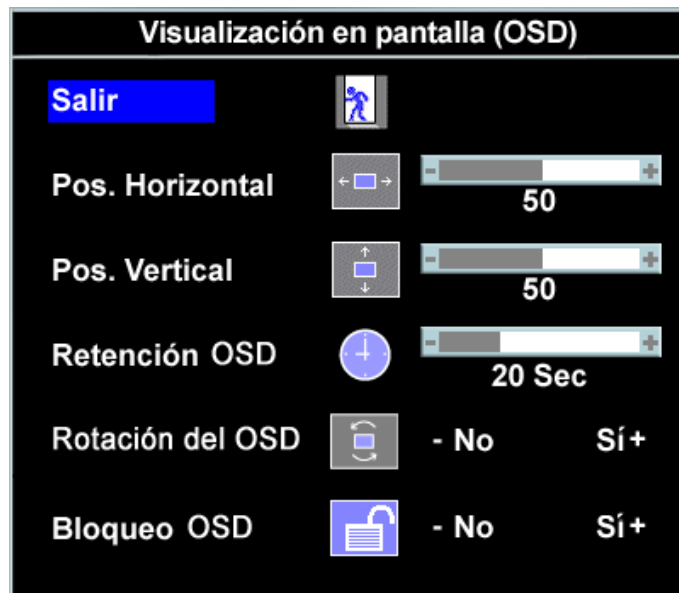 Visualización en pantalla (OSD)
Salir
Pos. Horizontal - +
50
Pos. Vertical - +
50
Retención OSD - +
20 Sec
Rotación del OSD - No Sí+
Bloqueo OSD - No Sí+